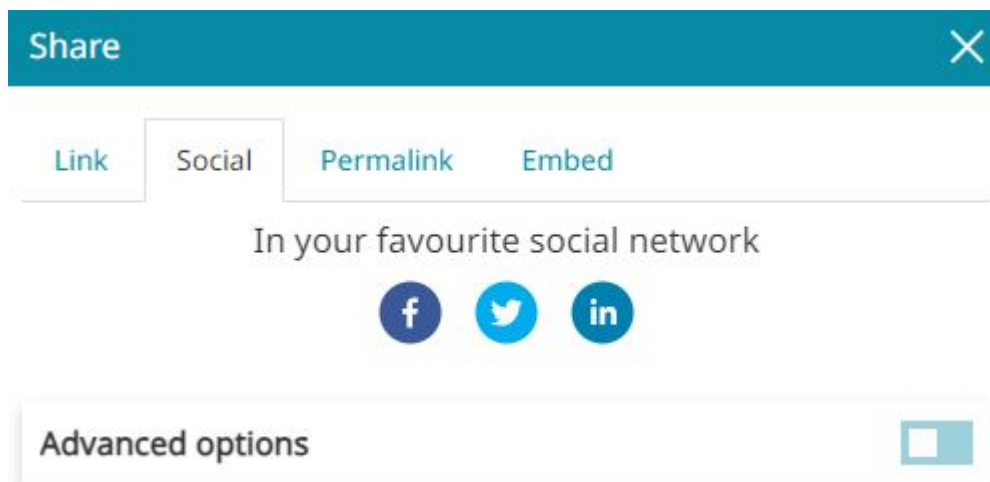 Share
Link Social Permalink Embed
In your favourite social network
f in
Advanced options